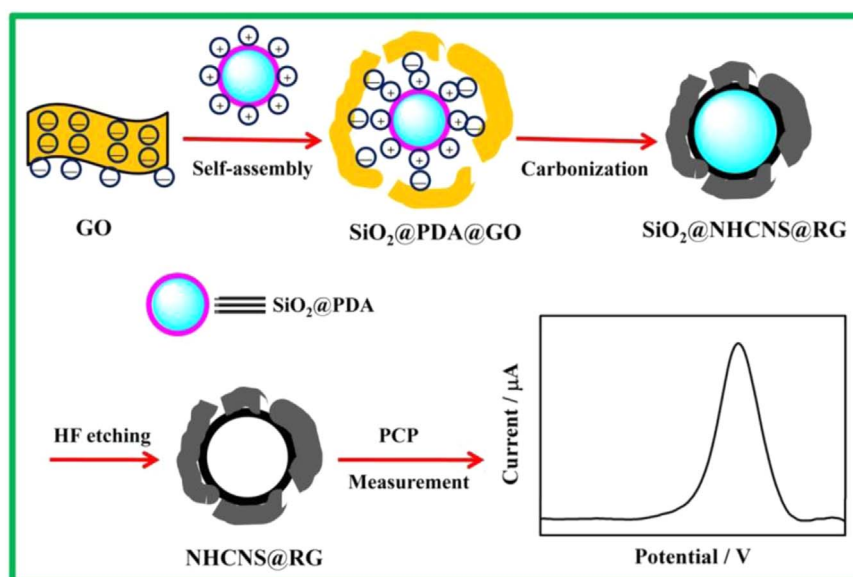 GO
Self-assembly
SiO₂@PDA@GO
Carbonization
SiO₂@NHCNS@RG
SiO₂@PDA
HF etching
NHCNS@RG
PCP
Measurement
Current / μA
Potential / V